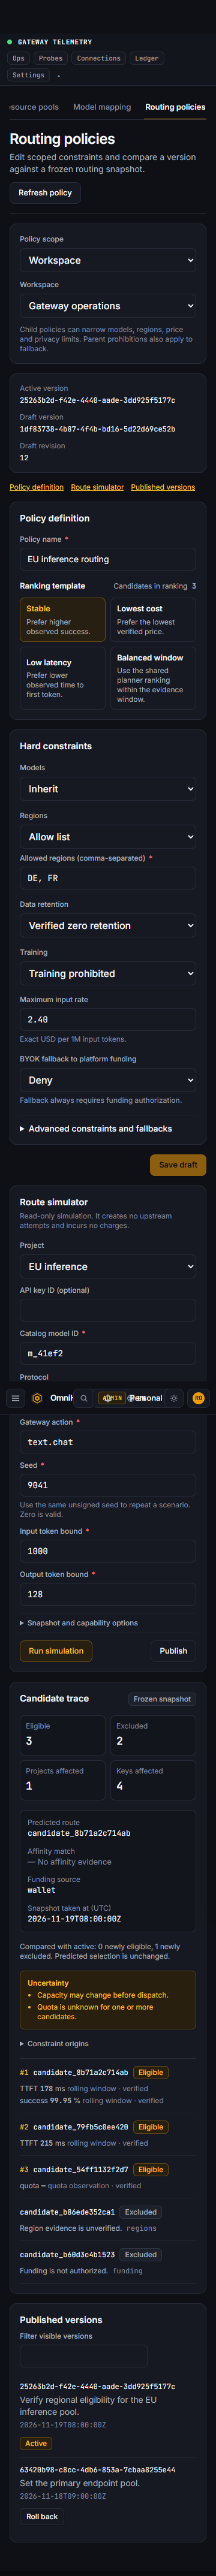 GATEWAY TELEMETRY
Ops
Probes
Connections
Ledger
Settings
esource pools
Model mapping
Routing policies
Routing policies
Edit scoped constraints and compare a version
against a frozen routing snapshot.
Refresh policy
Policy scope
Workspace
Workspace
Gateway operations
Child policies can narrow models, regions, price
and privacy limits. Parent prohibitions also apply to
fallback.
Active version
25263b2d-f42e-4440-aade-3dd925f5177c
Draft version
1df83738-4b87-4f4b-bd16-5d22d69ce52b
Draft revision
12
Policy definition
Route simulator
Published versions
Policy definition
Policy name *
EU inference routing
Ranking template
Candidates in ranking 3
Stable
Prefer higher
observed success.
Lowest cost
Prefer the lowest
verified price.
Low latency
Prefer lower
observed time to
first token.
Balanced window
Use the shared
planner ranking
within the evidence
window.
Hard constraints
Models
Inherit
Regions
Allow list
Allowed regions (comma-separated) *
DE, FR
Data retention
Verified zero retention
Training
Training prohibited
Maximum input rate
2.40
Exact USD per 1M input tokens.
BYOK fallback to platform funding
Deny
Fallback always requires funding authorization.
Advanced constraints and fallbacks
Save draft
Route simulator
Read-only simulation. It creates no upstream
attempts and incurs no charges.
Project
EU inference
API key ID (optional)
Catalog model ID *
m_41ef2
Protocol
ADMIN
Personal
RO
Gateway action *
text.chat
Seed *
9041
Use the same unsigned seed to repeat a scenario.
Zero is valid.
Input token bound *
1000
Output token bound *
128
Snapshot and capability options
Run simulation
Publish
Candidate trace
Frozen snapshot
Eligible
3
Excluded
2
Projects affected
1
Keys affected
4
Predicted route
candidate_8b71a2c714ab
Affinity match
— No affinity evidence
Funding source
wallet
Snapshot taken at (UTC)
2026-11-19T08:00:00Z
Compared with active: 0 newly eligible, 1 newly
excluded. Predicted selection is unchanged.
Uncertainty
• Capacity may change before dispatch.
• Quota is unknown for one or more
candidates.
Constraint origins
#1 candidate_8b71a2c714ab Eligible
TTFT 178 ms rolling window · verified
success 99.95 % rolling window · verified
#2 candidate_79fb5c0ee420 Eligible
TTFT 215 ms rolling window · verified
#3 candidate_54ff1132f2d7 Eligible
quota — quota observation · verified
candidate_b86ede352ca1 Excluded
Region evidence is unverified. regions
candidate_b60d3c4b1523 Excluded
Funding is not authorized. funding
Published versions
Filter visible versions
25263b2d-f42e-4440-aade-3dd925f5177c
Verify regional eligibility for the EU
inference pool.
2026-11-19T08:00:00Z
Active
63420b98-c8cc-4db6-853a-7cbaa8255e44
Set the primary endpoint pool.
2026-11-18T09:00:00Z
Roll back